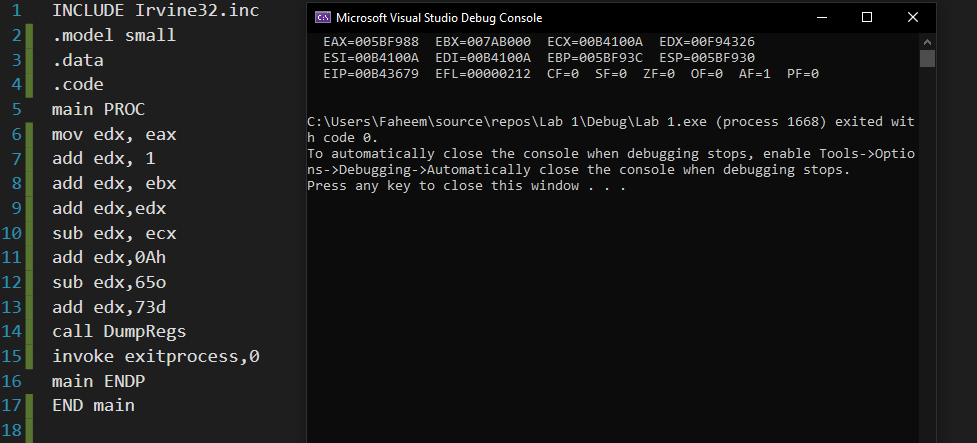 1 INCLUDE Irvine32.inc
2 .model small
3 .data
4 .code
5 main PROC
6 mov edx, eax
7 add edx, 1
8 add edx, ebx
9 add edx,edx
10 sub edx, ecx
11 add edx,0Ah
12 sub edx,65o
13 add edx,73d
14 call DumpRegs
15 invoke exitprocess,0
16 main ENDP
17 END main
18
C:\ Microsoft Visual Studio Debug Console
EAX=005BF988 EBX=007AB000 ECX=00B4100A EDX=00F94326
ESI=00B4100A EDI=00B4100A EBP=005BF93C ESP=005BF930
EIP=00B43679 EFL=00000212 CF=0 SF=0 ZF=0 OF=0 AF=1 PF=0
C:\Users\Faheem\source\repos\Lab 1\Debug\Lab 1.exe (process 1668) exited wit
h code 0.
To automatically close the console when debugging stops, enable Tools->Optio
ns->Debugging->Automatically close the console when debugging stops.
Press any key to close this window . . .